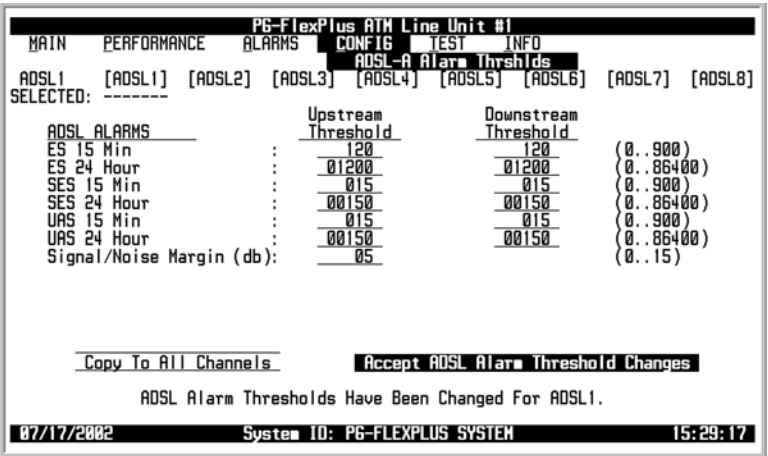 PG-FlexPlus ATM Line Unit #1
MAIN PERFORMANCE ALARMS CONFIG TEST INFO
ADSL-A Alarm Thrshlds
ADSL1 [ADSL1] [ADSL2] [ADSL3] [ADSL4] [ADSL5] [ADSL6] [ADSL7] [ADSL8]
SELECTED: -------
Upstream Downstream
ADSL ALARMS Threshold Threshold
ES 15 Min : 120 120 (0..900)
ES 24 Hour : 01200 01200 (0..86400)
SES 15 Min : 015 015 (0..900)
SES 24 Hour : 00150 00150 (0..86400)
UAS 15 Min : 015 015 (0..900)
UAS 24 Hour : 00150 00150 (0..86400)
Signal/Noise Margin (db): 05 (0..15)
Copy To All Channels Accept ADSL Alarm Threshold Changes
ADSL Alarm Thresholds Have Been Changed For ADSL1.
07/17/2002 System ID: PG-FLEXPLUS SYSTEM 15:29:17